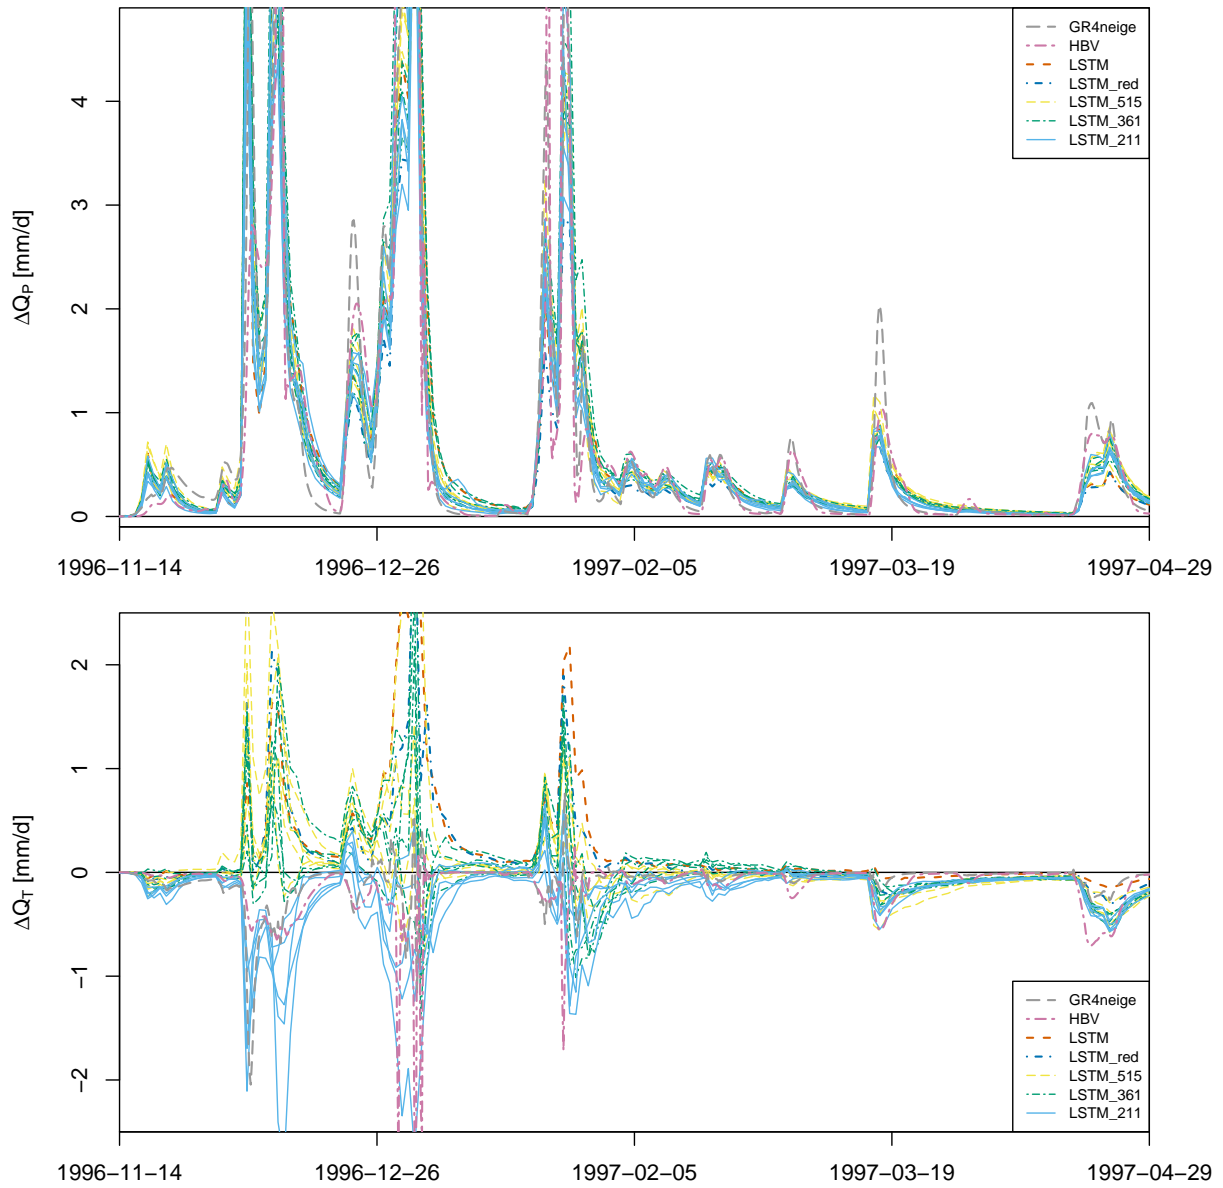 ΔQP [mm/d]
4
3
2
1
0
GR4neige
HBV
LSTM
LSTM_red
LSTM_515
LSTM_361
LSTM_211
1996−11−14 1996−12−26 1997−02−05 1997−03−19 1997−04−29
ΔQT [mm/d]
2
1
0
−1
−2
GR4neige
HBV
LSTM
LSTM_red
LSTM_515
LSTM_361
LSTM_211
1996−11−14 1996−12−26 1997−02−05 1997−03−19 1997−04−29